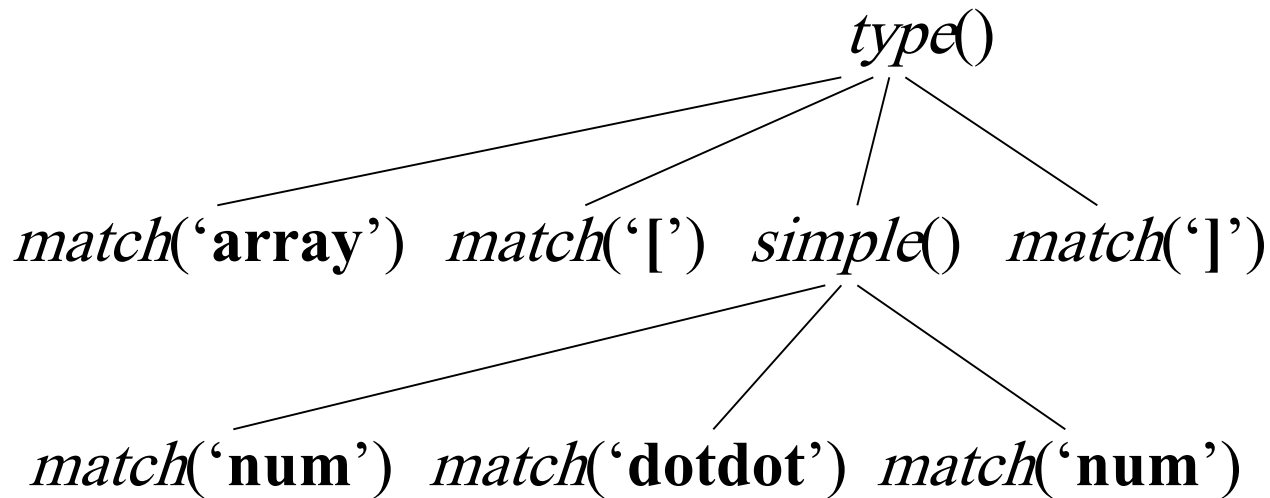 type()
match(‘array’) match(‘[’) simple() match(‘]’)
match(‘num’) match(‘dotdot’) match(‘num’)